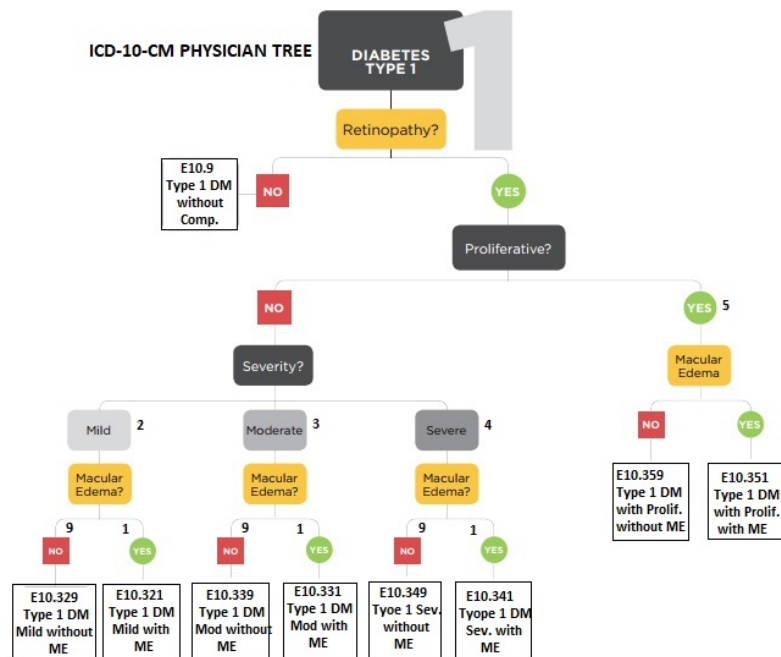 ICD-10-CM PHYSICIAN TREE
DIABETES
TYPE 1
1
Retinopathy?
E10.9
Type 1 DM
without
Comp.
NO
YES
Proliferative?
NO
YES
5
Severity?
Macular
Edema
Mild
2
Moderate
3
Severe
4
NO
YES
Macular
Edema?
Macular
Edema?
Macular
Edema?
E10.359
Type 1 DM
with Prolif.
without ME
E10.351
Type 1 DM
with Prolif.
with ME
9
1
9
1
9
1
NO
YES
NO
YES
NO
YES
E10.329
Type 1 DM
Mild without
ME
E10.321
Type 1 DM
Mild with
ME
E10.339
Type 1 DM
Mod without
ME
E10.331
Type 1 DM
Mod with
ME
E10.349
Tyoe 1 Sev.
without
ME
E10.341
Tyope 1 DM
Sev. with
ME